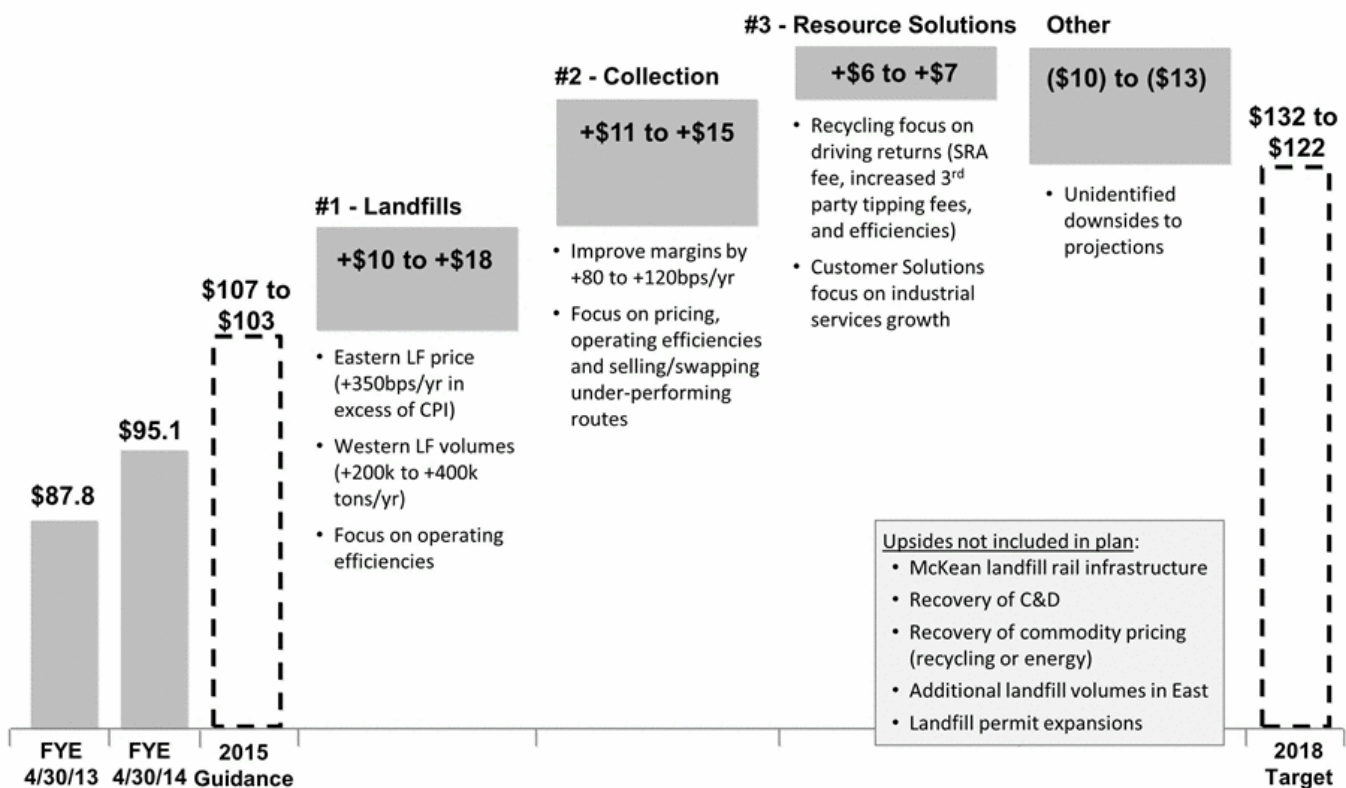 $87.8
FYE
4/30/13
$95.1
FYE
4/30/14
$107 to
$103
2015
Guidance
#1 - Landfills
+$10 to +$18
• Eastern LF price
(+350bps/yr in
excess of CPI)
• Western LF volumes
(+200k to +400k
tons/yr)
• Focus on operating
efficiencies
#2 - Collection
+$11 to +$15
• Improve margins by
+80 to +120bps/yr
• Focus on pricing,
operating efficiencies
and selling/swapping
under-performing
routes
#3 - Resource Solutions
+$6 to +$7
• Recycling focus on
driving returns (SRA
fee, increased 3rd
party tipping fees,
and efficiencies)
• Customer Solutions
focus on industrial
services growth
Other
($10) to ($13)
• Unidentified
downsides to
projections
Upsides not included in plan:
• McKean landfill rail infrastructure
• Recovery of C&D
• Recovery of commodity pricing
(recycling or energy)
• Additional landfill volumes in East
• Landfill permit expansions
$132 to
$122
2018
Target